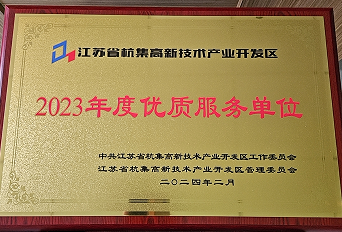 江苏省杭集高新技术产业开发区
2023年度优质服务单位
中共江苏省杭集高新技术产业开发区工作委员会
江苏省杭集高新技术产业开发区管理委员会
二〇二四年二月